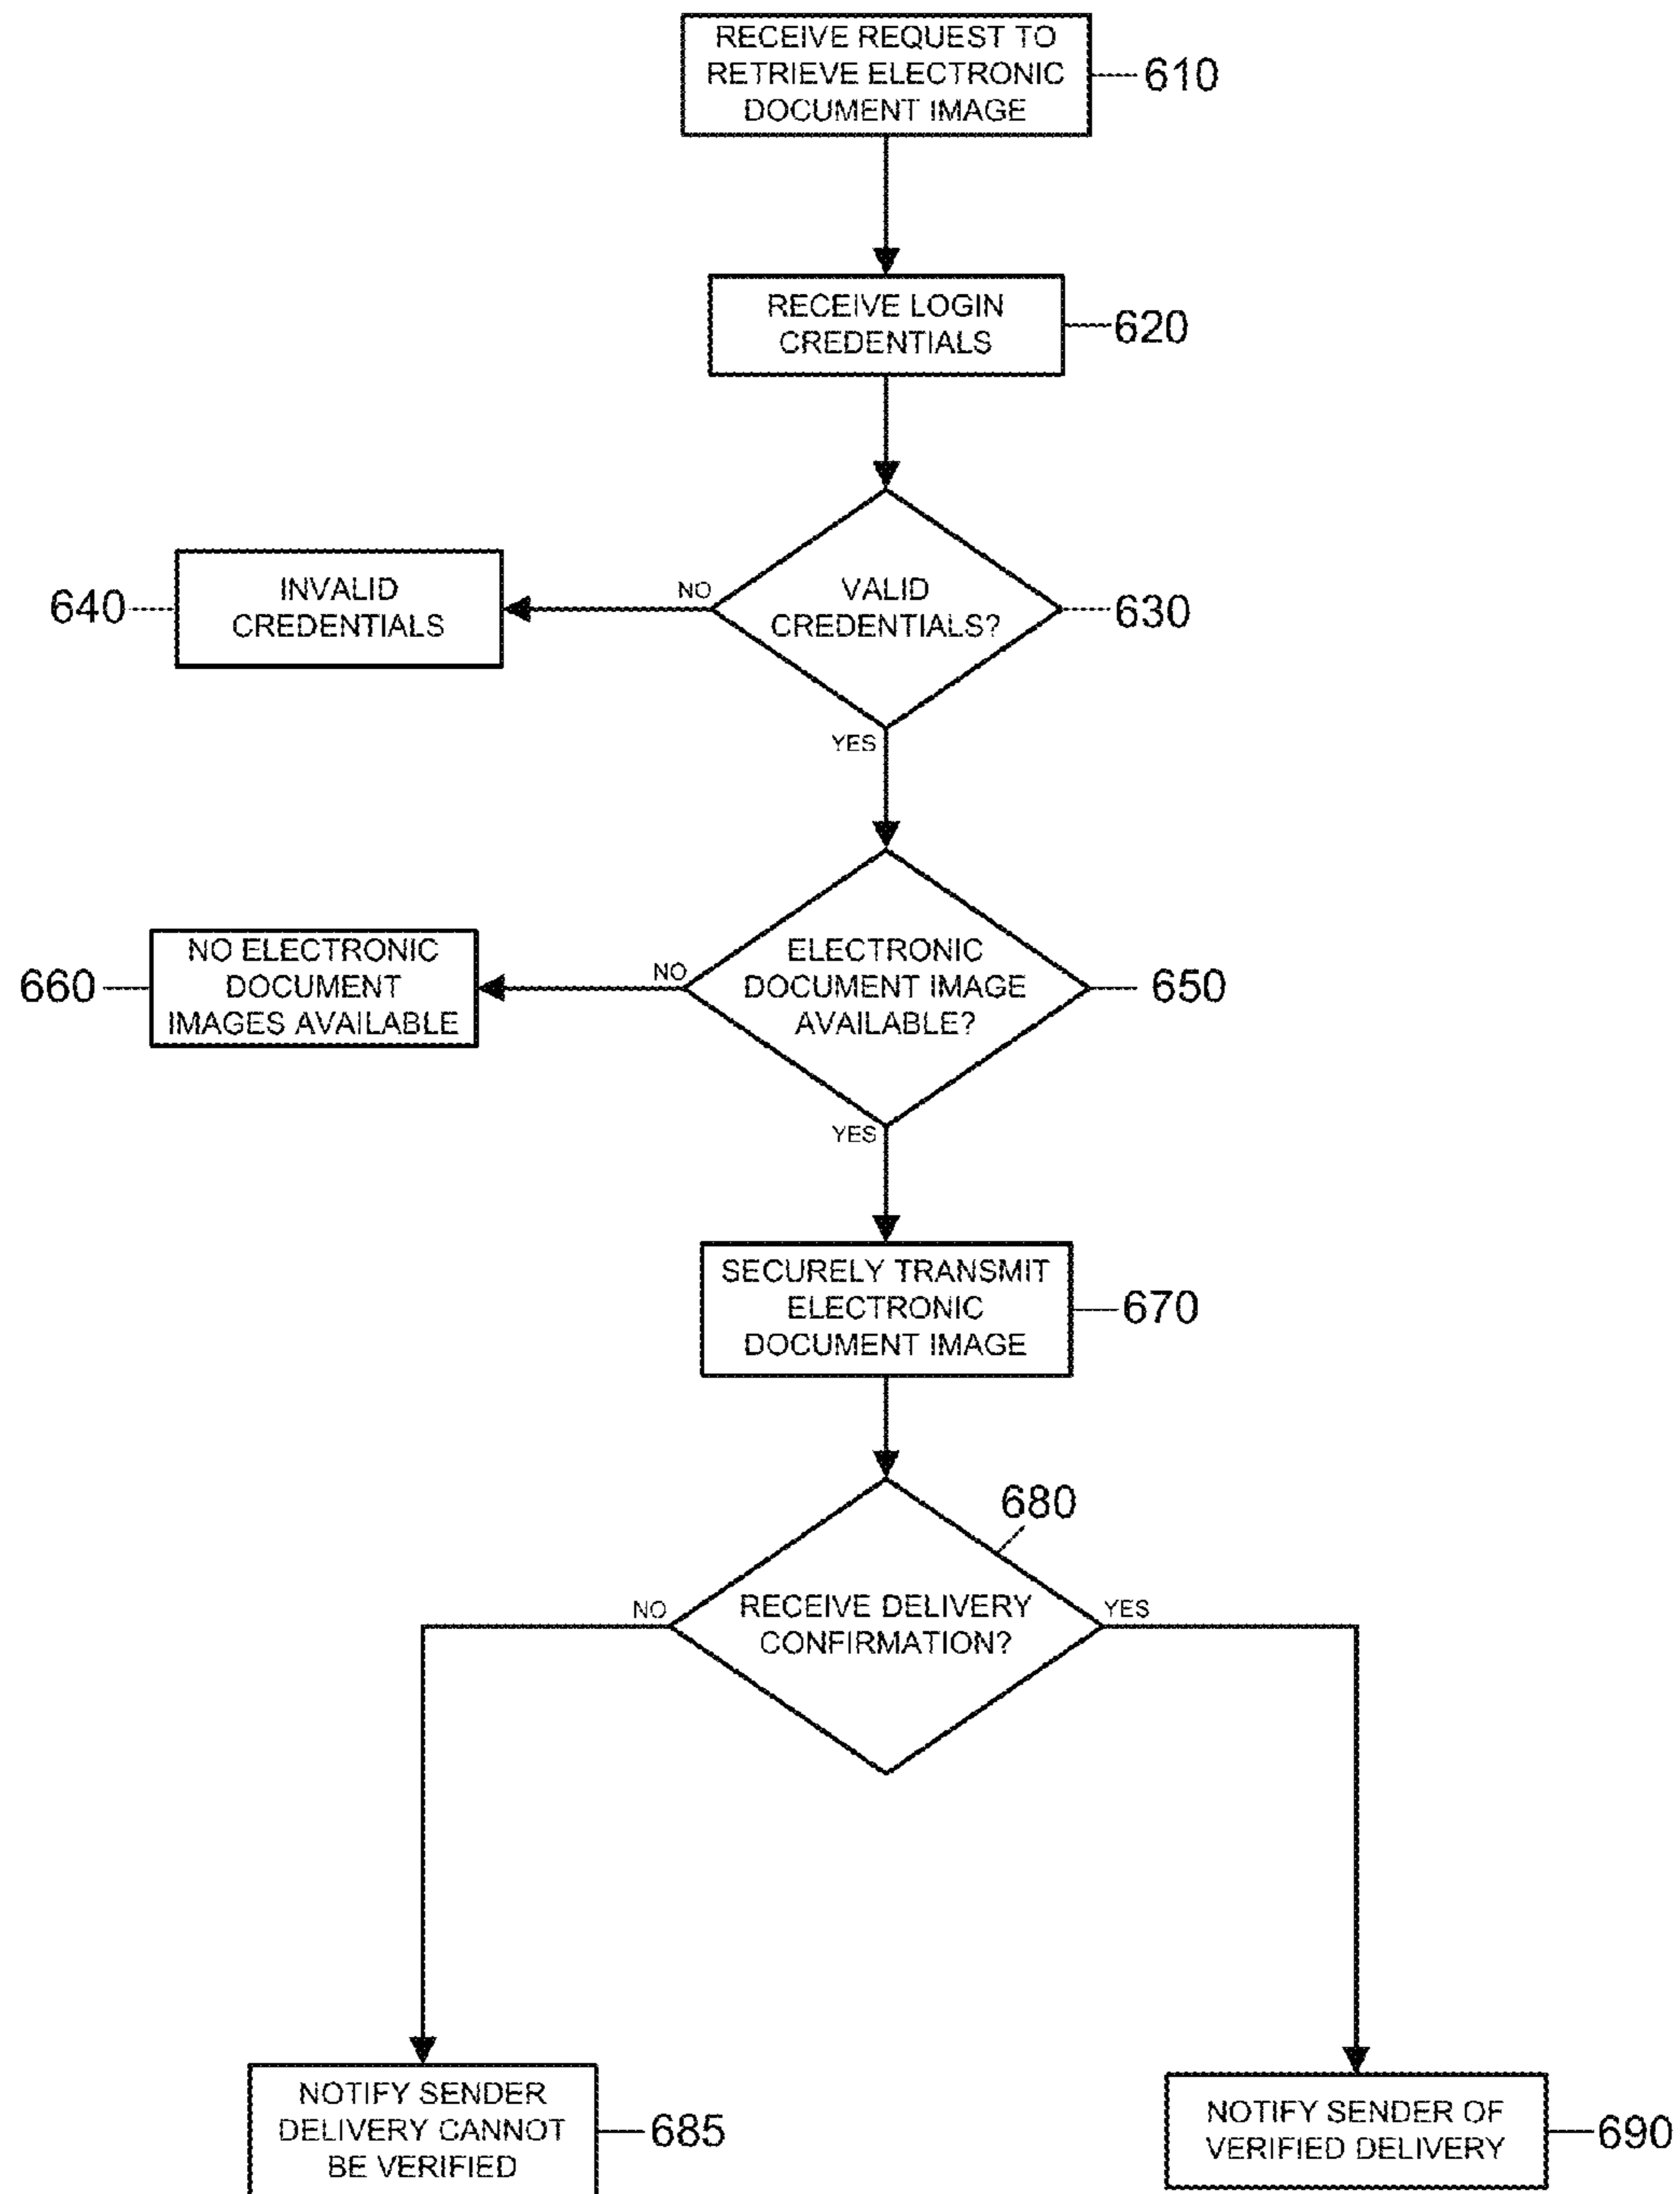 RECEIVE REQUEST TO
RETRIEVE ELECTRONIC
DOCUMENT IMAGE
610
RECEIVE LOGIN
CREDENTIALS
620
INVALID
CREDENTIALS
640
NO
VALID
CREDENTIALS?
630
YES
NO ELECTRONIC
DOCUMENT
IMAGES AVAILABLE
660
NO
ELECTRONIC
DOCUMENT IMAGE
AVAILABLE?
650
YES
SECURELY TRANSMIT
ELECTRONIC
DOCUMENT IMAGE
670
680
NO
RECEIVE DELIVERY
CONFIRMATION?
YES
NOTIFY SENDER
DELIVERY CANNOT
BE VERIFIED
685
NOTIFY SENDER OF
VERIFIED DELIVERY
690